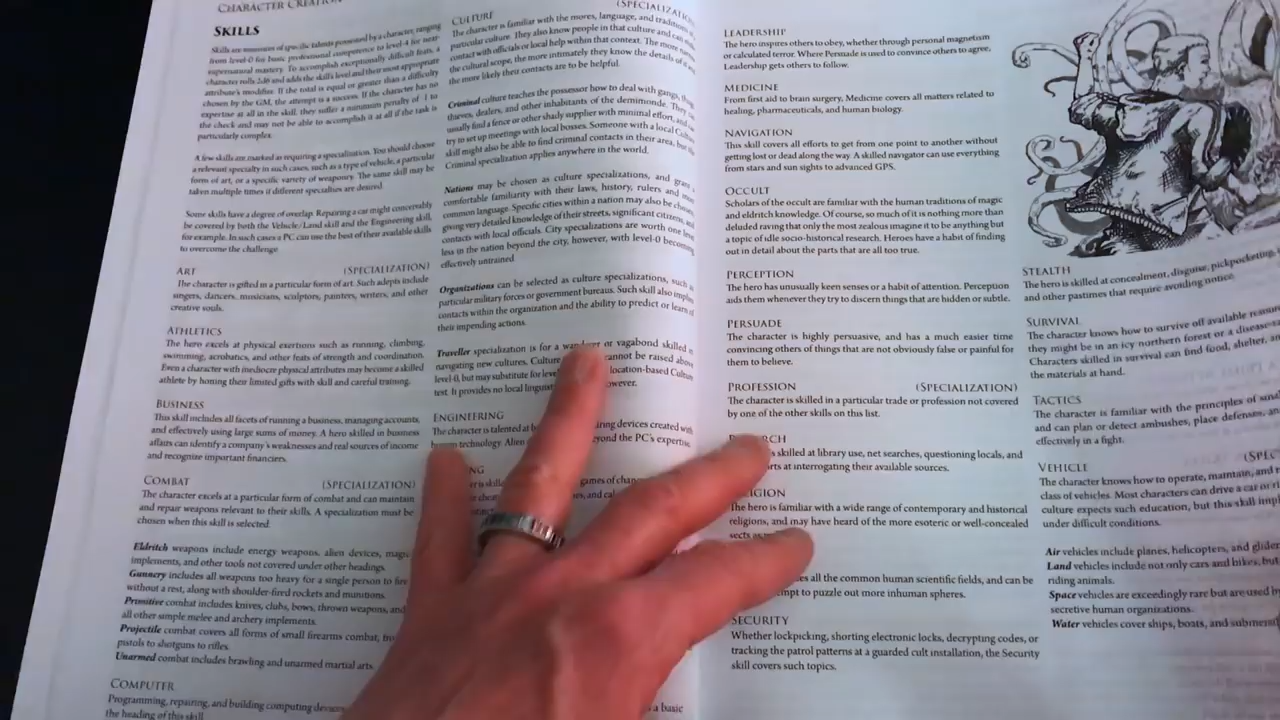 CHARACTER CREATION
SKILLS
Skills are measures of specific talents possessed by a character, ranging
from level-0 for basic professional competence to level-4 for near-
supernatural mastery. To accomplish exceptionally difficult feats, a
character rolls 2d6 and adds the skill's level and their most appropriate
attribute's modifier. If the total is equal or greater than a difficulty
chosen by the GM, the attempt is a success. If the character has no
expertise at all in the skill, they suffer a minimum penalty of -1 to
the check and may not be able to accomplish it at all if the task is
particularly complex.
A few skills are marked as requiring a specialization. You should choose
a relevant specialty in such cases, such as a type of vehicle, a particular
form of art, or a specific variety of weaponry. The same skill may be
taken multiple times if different specialties are desired.
Some skills have a degree of overlap. Repairing a car might conceivably
be covered by both the Vehicle/Land skill and the Engineering skill,
for example. In such cases a PC can use the best of their available skills
to overcome the challenge.
ART (SPECIALIZATION)
The character is gifted in a particular form of art. Such adepts include
singers, dancers, musicians, sculptors, painters, writers, and other
creative souls.
ATHLETICS
The hero excels at physical exertions such as running, climbing,
swimming, acrobatics, and other feats of strength and coordination.
Even a character with mediocre physical attributes may become a skilled
athlete by honing their limited gifts with skill and careful training.
BUSINESS
This skill includes all facets of running a business, managing accounts,
and effectively using large sums of money. A hero skilled in business
affairs can identify a company's weaknesses and real sources of income
and recognize important financiers.
COMBAT (SPECIALIZATION)
The character excels at a particular form of combat and can maintain
and repair weapons relevant to their skills. A specialization must be
chosen when this skill is selected.
Eldritch weapons include energy weapons, alien devices, magic
implements, and other tools not covered under other headings.
Gunnery includes all weapons too heavy for a single person to fire
without a rest, along with shoulder-fired rockets and munitions.
Primitive combat includes knives, clubs, bows, thrown weapons, and
all other simple melee and archery implements.
Projectile combat covers all forms of small firearms combat, from
pistols to shotguns to rifles.
Unarmed combat includes brawling and unarmed martial arts.
COMPUTER
Programming, repairing, and building computing devices
the heading of this skill.
CULTURE (SPECIALIZATION
The character is familiar with the mores, language, and traditions
particular culture. They also know people in that culture and can
contact with officials or local help within that context. The more
the cultural scope, the more intimately they know the details of
the more likely their contacts are to be helpful.
Criminal culture teaches the possessor how to deal with gangs,
thieves, dealers, and other inhabitants of the demimonde. They
usually find a fence or other shady supplier with minimal effort, and
try to set up meetings with local bosses. Someone with a local
skill might also be able to find criminal contacts in their area, but
Criminal specialization applies anywhere in the world.
Nations may be chosen as culture specializations, and grant
comfortable familiarity with their laws, history, rulers and
common language. Specific cities within a nation may also be chosen
giving very detailed knowledge of their streets, significant citizens,
contacts with local officials. City specializations are worth one
less in the nation beyond the city, however, with level-0 becoming
effectively untrained.
Organizations can be selected as culture specializations, such
particular military forces or government bureaus. Such skill also implies
contacts within the organization and the ability to predict or learn of
their impending actions.
Traveller specialization is for a wanderer or vagabond skilled
navigating new cultures. Culture cannot be raised above
level-0, but may substitute for location-based Culture
test. It provides no local however.
ENGINEERING
The character is talented at devices created with
human technology. Alien beyond the PC's expertise.
games of
a basic
LEADERSHIP
The hero inspires others to obey, whether through personal magnetism
or calculated terror. Where Persuade is used to convince others to agree,
Leadership gets others to follow.
MEDICINE
From first aid to brain surgery, Medicine covers all matters related to
healing, pharmaceuticals, and human biology.
NAVIGATION
This skill covers all efforts to get from one point to another without
getting lost or dead along the way. A skilled navigator can use everything
from stars and sun sights to advanced GPS.
OCCULT
Scholars of the occult are familiar with the human traditions of magic
and eldritch knowledge. Of course, so much of it is nothing more than
deluded raving that only the most zealous imagine it to be anything but
a topic of idle socio-historical research. Heroes have a habit of finding
out in detail about the parts that are all too true.
PERCEPTION
The hero has unusually keen senses or a habit of attention. Perception
aids them whenever they try to discern things that are hidden or subtle.
PERSUADE
The character is highly persuasive, and has a much easier time
convincing others of things that are not obviously false or painful for
them to believe.
PROFESSION (SPECIALIZATION)
The character is skilled in a particular trade or profession not covered
by one of the other skills on this list.
skilled at library use, net searches, questioning locals, and
at interrogating their available sources.
RELIGION
The hero is familiar with a wide range of contemporary and historical
religions, and may have heard of the more esoteric or well-concealed
sects
all the common human scientific fields, and can be
to puzzle out more inhuman spheres.
SECURITY
Whether lockpicking, shorting electronic locks, decrypting codes, or
tracking the patrol patterns at a guarded cult installation, the Security
skill covers such topics.
STEALTH
The hero is skilled at concealment, disguise, pickpocketing,
and other pastimes that require avoiding notice.
SURVIVAL
The character knows how to survive off available
they might be in an icy northern forest or a
Characters skilled in survival can find food, shelter,
the materials at hand.
TACTICS
The character is familiar with the principles of
and can plan or detect ambushes, place defenses,
effectively in a fight.
VEHICLE (SPEC
The character knows how to operate, maintain, and
class of vehicles. Most characters can drive a car or
culture expects such education, but this skill
under difficult conditions.
Air vehicles include planes, helicopters, and
Land vehicles include not only cars and bikes, but
riding animals.
Space vehicles are exceedingly rare but are used
secretive human organizations.
Water vehicles cover ships, boats, and